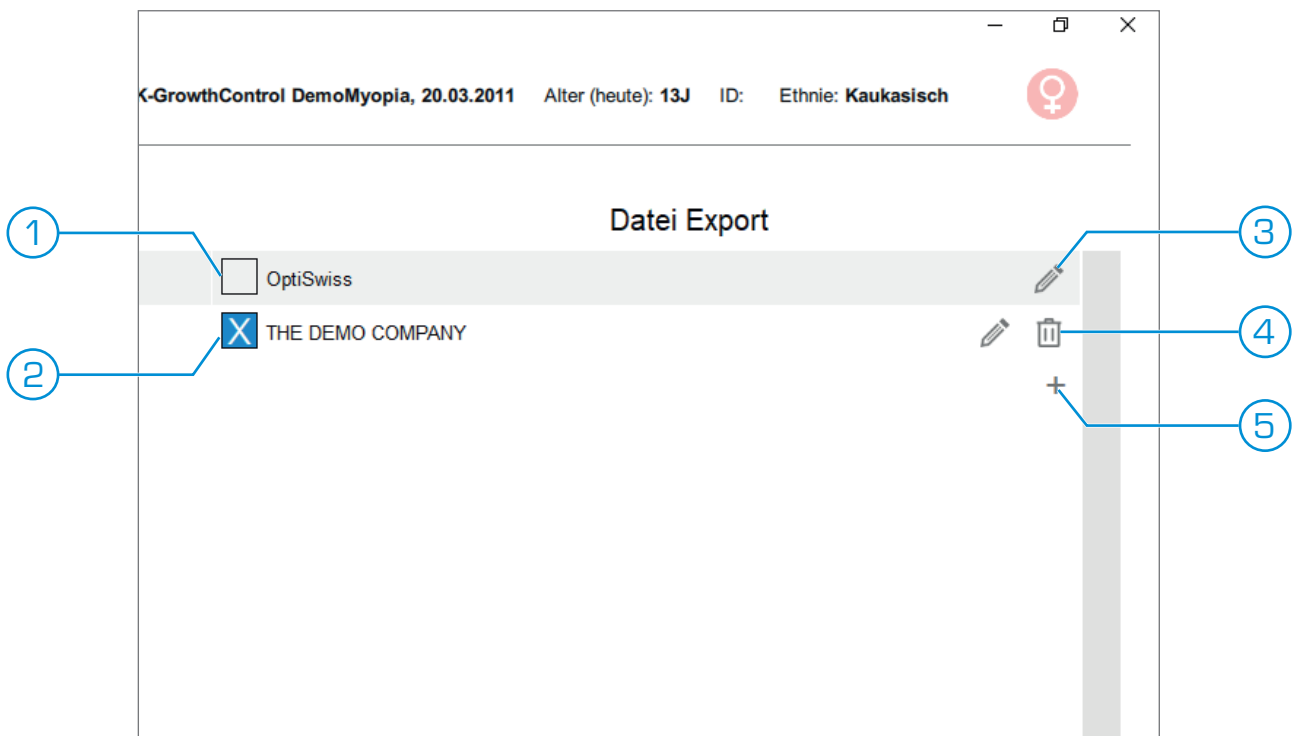 K-GrowthControl DemoMyopia, 20.03.2011 Alter (heute): 13J ID: Ethnie: Kaukasisch
Datei Export
1
3
OptiSwiss
X THE DEMO COMPANY
4
2
+
5